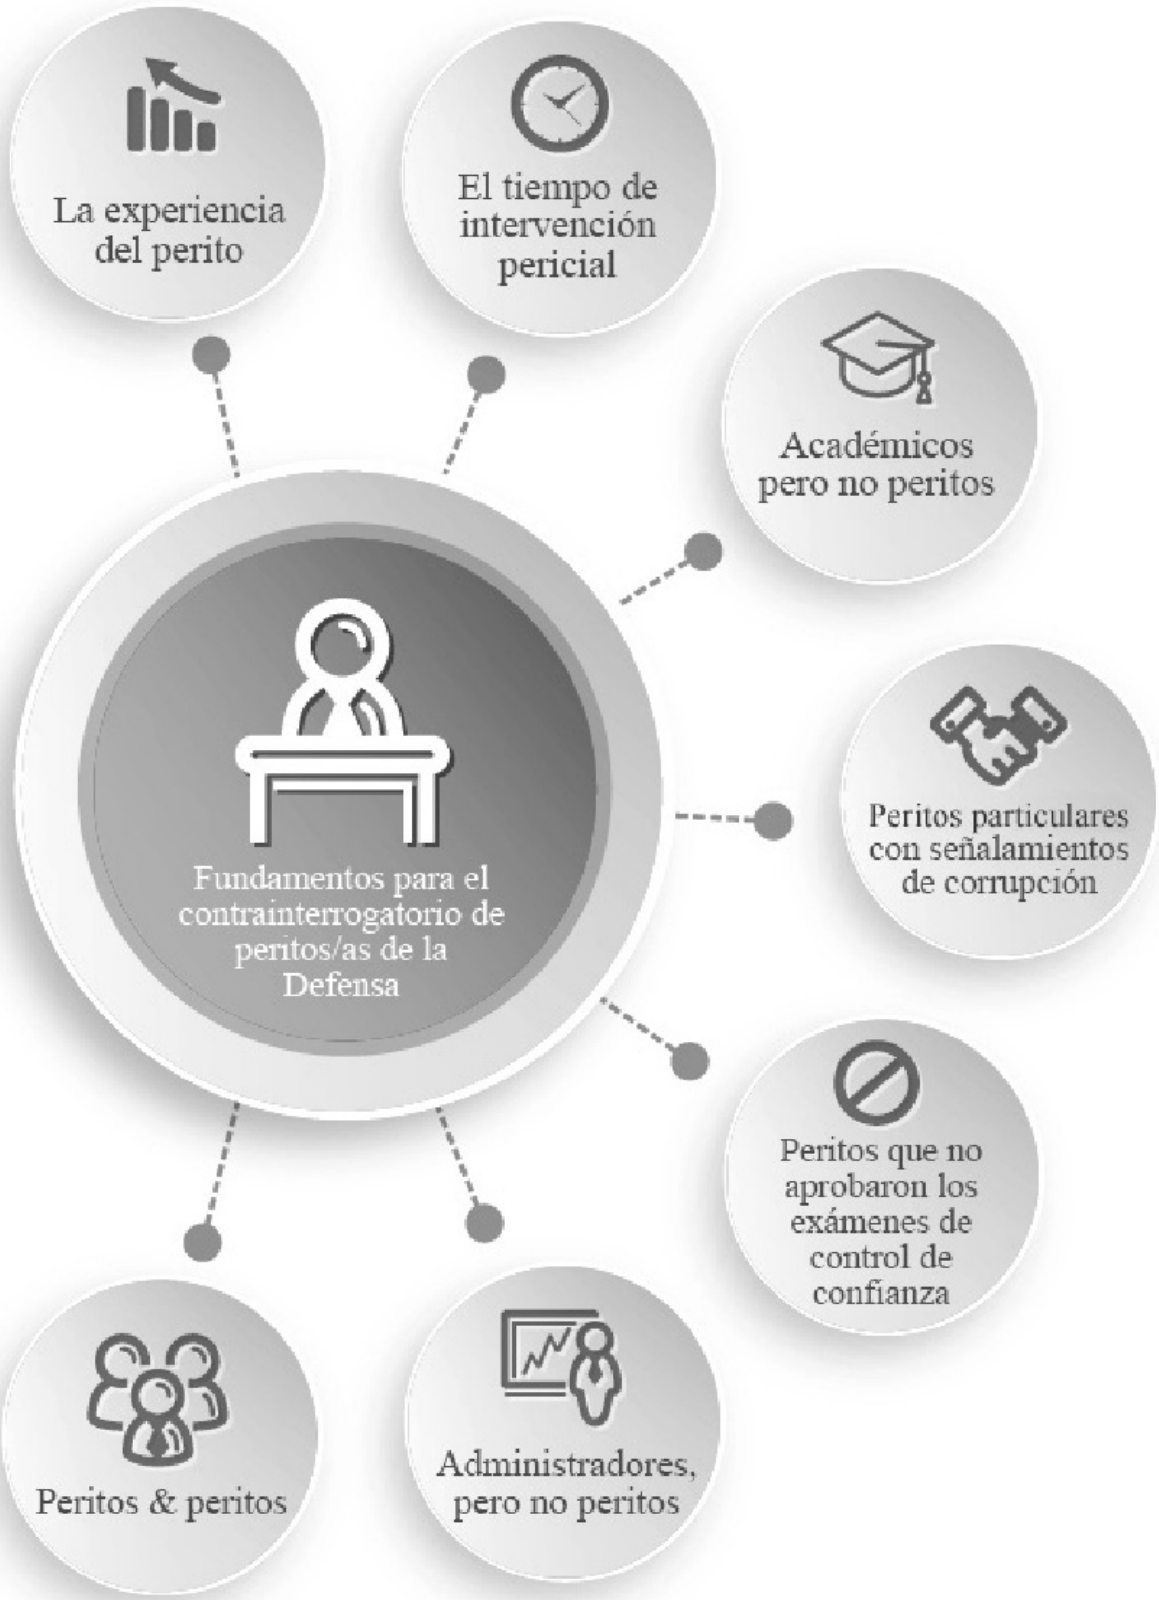 La experiencia
del perito
El tiempo de
intervención
pericial
Académicos
pero no peritos
Peritos particulares
con señalamientos
de corrupción
Fundamentos para el
contrainterrogatorio de
peritos/as de la
Defensa
Peritos que no
aprobaron los
exámenes de
control de
confianza
Administradores,
pero no peritos
Peritos & peritos